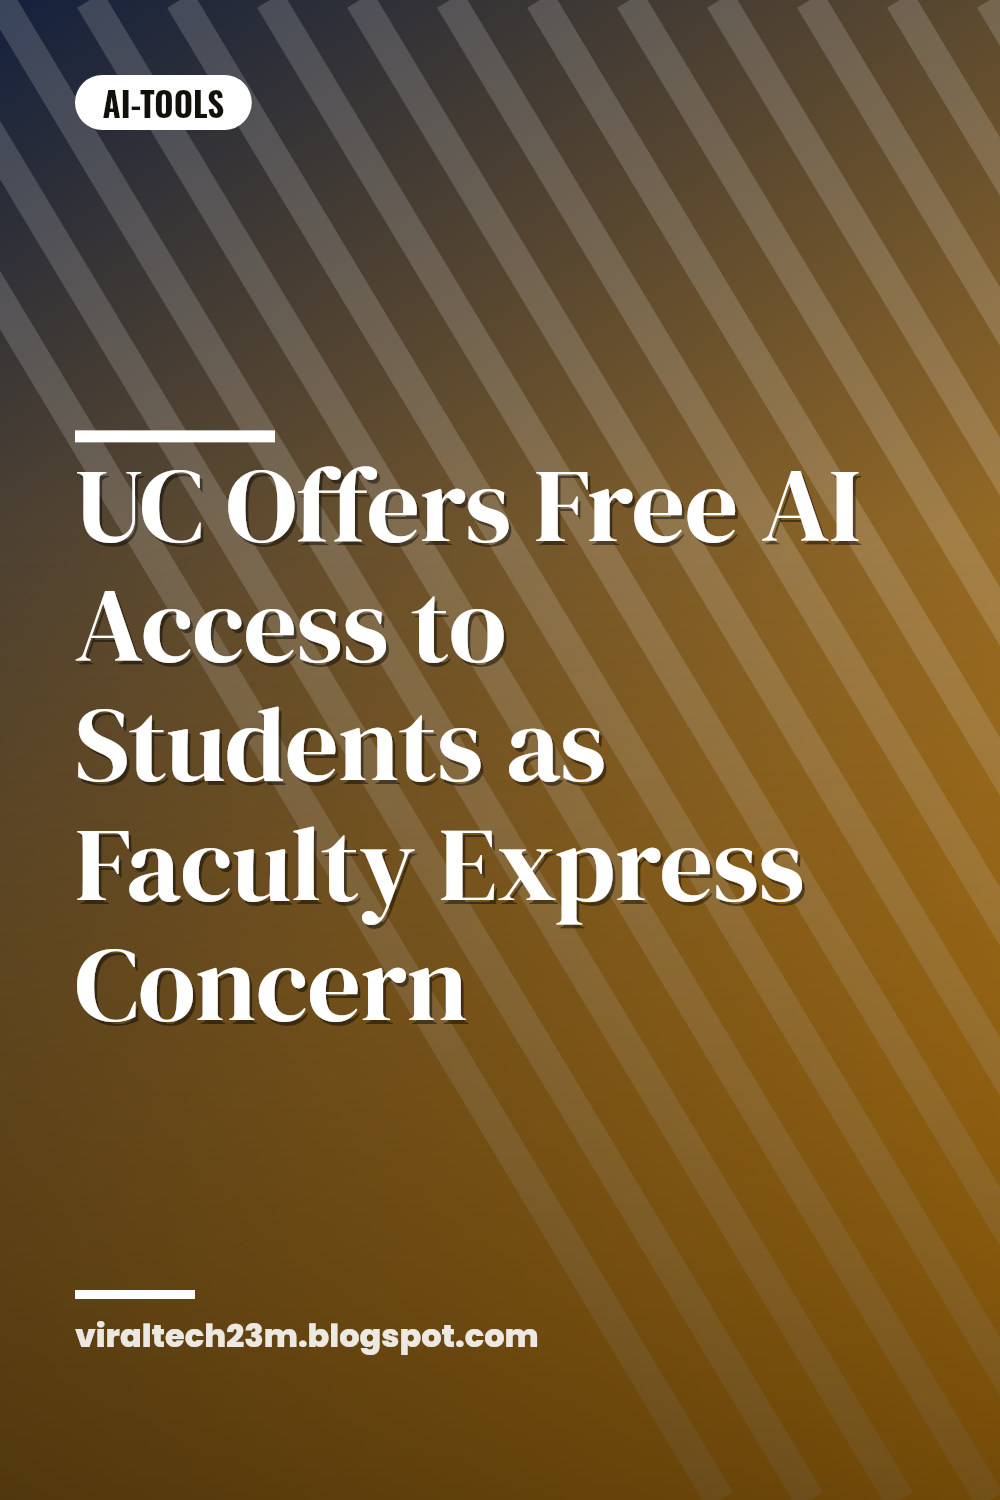 AI-TOOLS
UC Offers Free AI
Access to
Students as
Faculty Express
Concern
viraltech23m.blogspot.com